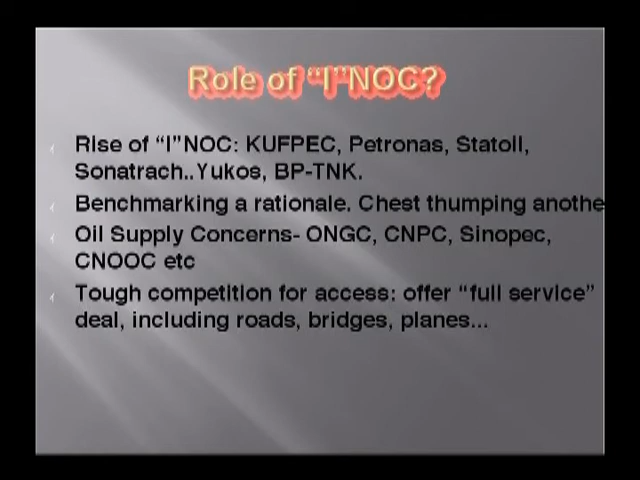 Role of “I”NOC?
Rise of “I”NOC: KUFPEC, Petronas, Statoil,
Sonatrach..Yukos, BP-TNK.
Benchmarking a rationale. Chest thumping anothe
Oil Supply Concerns- ONGC, CNPC, Sinopec,
CNOOC etc
Tough competition for access: offer “full service”
deal, including roads, bridges, planes...